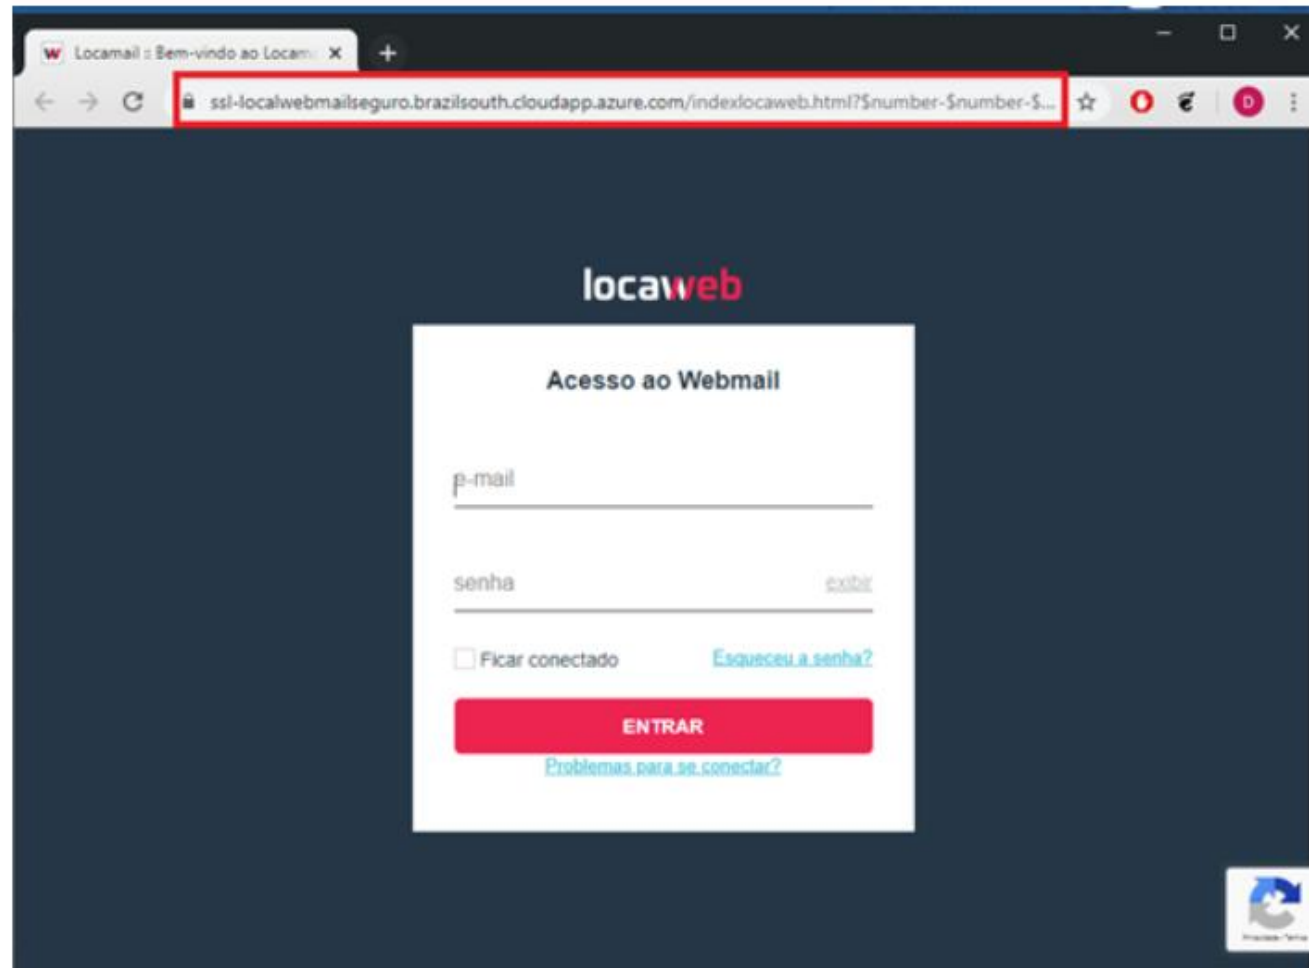 Locamail :: Bem-vindo ao Locam
ssl-localwebmailseguro.brazilsouth.cloudapp.azure.com/indexlocaweb.html?$number-$number-$...
D
locaweb
Acesso ao Webmail
e-mail
senha
exibir
Ficar conectado
Esqueceu a senha?
ENTRAR
Problemas para se conectar?